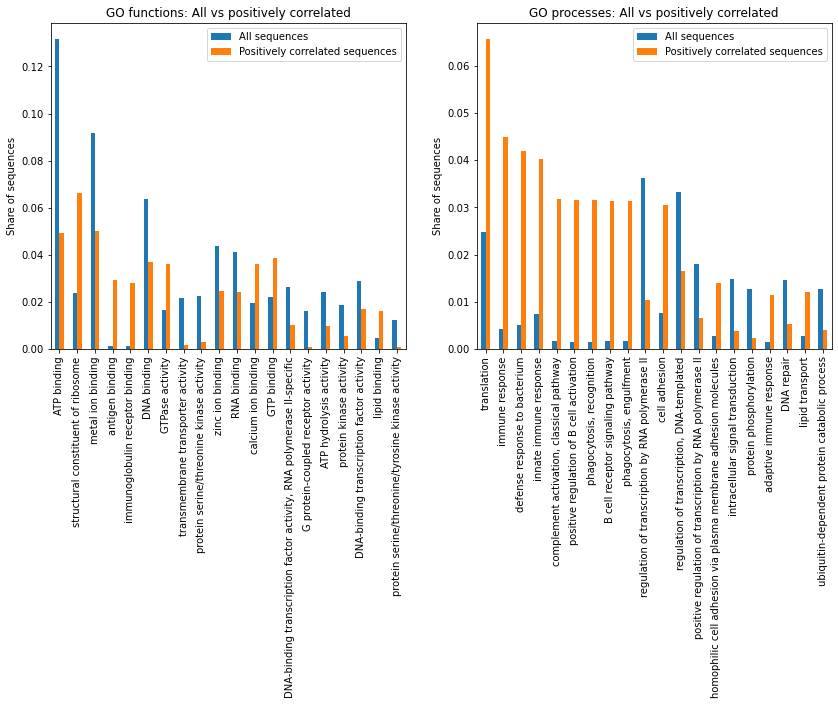 GO functions: All vs positively correlated
All sequences
Positively correlated sequences
Share of sequences
0.12
0.10
0.08
0.06
0.04
0.02
0.00
ATP binding
structural constituent of ribosome
metal ion binding
antigen binding
immunoglobulin receptor binding
DNA binding
GTPase activity
transmembrane transporter activity
protein serine/threonine kinase activity
zinc ion binding
RNA binding
calcium ion binding
GTP binding
DNA-binding transcription factor activity, RNA polymerase II-specific
G protein-coupled receptor activity
ATP hydrolysis activity
protein kinase activity
DNA-binding transcription factor activity
lipid binding
protein serine/threonine/tyrosine kinase activity
GO processes: All vs positively correlated
All sequences
Positively correlated sequences
Share of sequences
0.06
0.05
0.04
0.03
0.02
0.01
0.00
translation
immune response
defense response to bacterium
innate immune response
complement activation, classical pathway
positive regulation of B cell activation
phagocytosis, recognition
B cell receptor signaling pathway
phagocytosis, engulfment
regulation of transcription by RNA polymerase II
cell adhesion
regulation of transcription, DNA-templated
positive regulation of transcription by RNA polymerase II
homophilic cell adhesion via plasma membrane adhesion molecules
intracellular signal transduction
protein phosphorylation
adaptive immune response
DNA repair
lipid transport
ubiquitin-dependent protein catabolic process